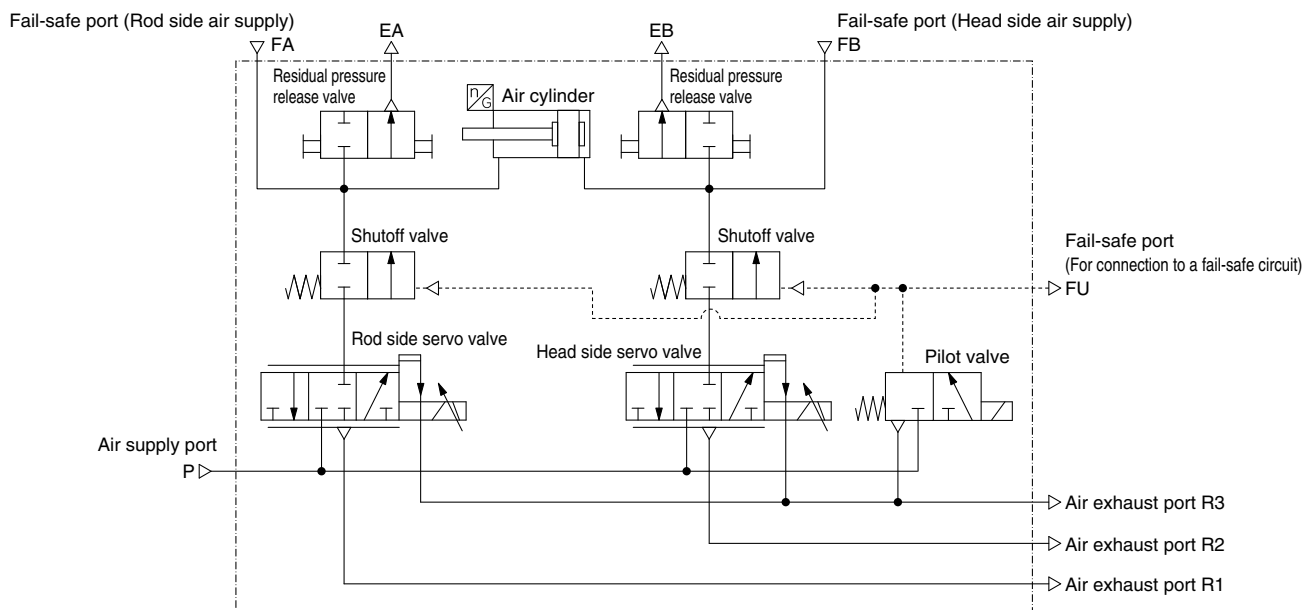 Fail-safe port (Rod side air supply)
FA
EA
EB
Fail-safe port (Head side air supply)
FB
Residual pressure
release valve
n/G
Air cylinder
Residual pressure
release valve
Shutoff valve
Shutoff valve
Fail-safe port
(For connection to a fail-safe circuit)
FU
Rod side servo valve
Head side servo valve
Pilot valve
Air supply port
P
Air exhaust port R3
Air exhaust port R2
Air exhaust port R1